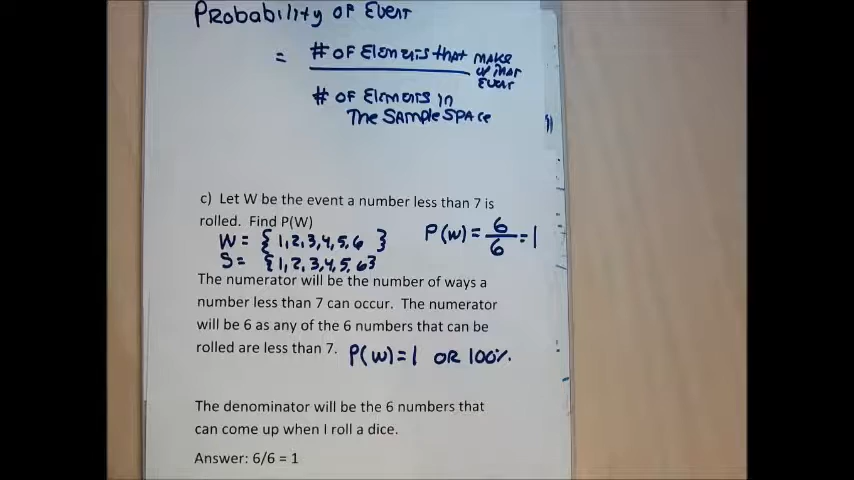 Probability of Event
= # of Elements that make up that Event
# of Elements in
The Sample Space
c) Let W be the event a number less than 7 is
rolled. Find P(W)
W = { 1,2,3,4,5,6 }
P(W) = 6/6 = 1
S = {1,2,3,4,5,6}
The numerator will be the number of ways a
number less than 7 can occur. The numerator
will be 6 as any of the 6 numbers that can be
rolled are less than 7.
P(W)=1 OR 100%
The denominator will be the 6 numbers that
can come up when I roll a dice.
Answer: 6/6 = 1